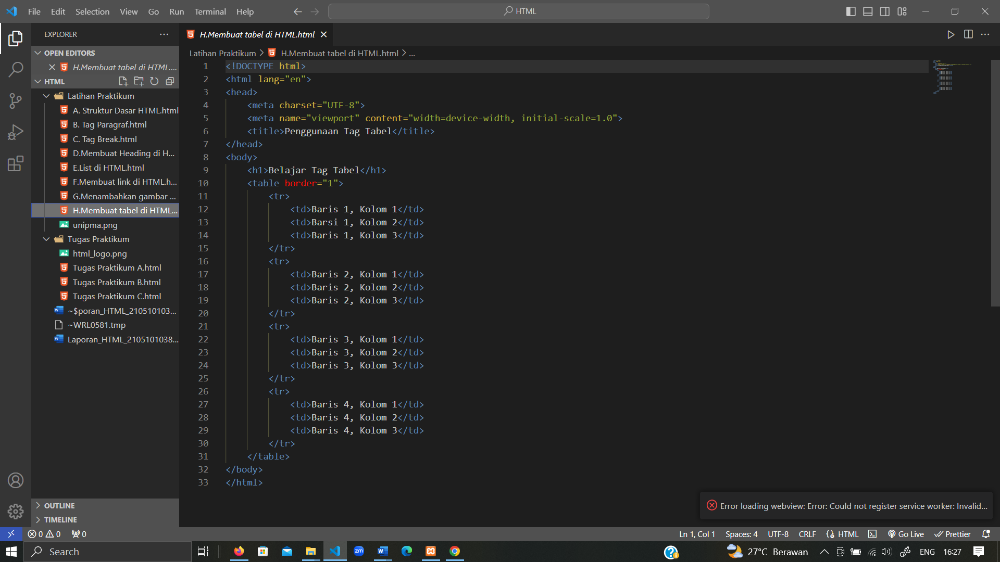 File Edit Selection View Go Run Terminal Help
HTML
EXPLORER
OPEN EDITORS
H.Membuat tabel di HTML....
HTML
Latihan Praktikum
A. Struktur Dasar HTML.html
B. Tag Paragraf.html
C. Tag Break.html
D.Membuat Heading di H...
E.List di HTML.html
F.Membuat link di HTML.h...
G.Menambahkan gambar ...
H.Membuat tabel di HTML...
unipma.png
Tugas Praktikum
html_logo.png
Tugas Praktikum A.html
Tugas Praktikum B.html
Tugas Praktikum C.html
~$poran_HTML_210510103...
~WRL0581.tmp
Laporan_HTML_2105101038...
OUTLINE
TIMELINE
H.Membuat tabel di HTML.html
Latihan Praktikum > H.Membuat tabel di HTML.html > ...
1 <!DOCTYPE html>
2 <html lang="en">
3 <head>
4 <meta charset="UTF-8">
5 <meta name="viewport" content="width=device-width, initial-scale=1.0">
6 <title>Penggunaan Tag Tabel</title>
7 </head>
8 <body>
9 <h1>Belajar Tag Tabel</h1>
10 <table border="1">
11 <tr>
12 <td>Baris 1, Kolom 1</td>
13 <td>Barsi 1, Kolom 2</td>
14 <td>Baris 1, Kolom 3</td>
15 </tr>
16 <tr>
17 <td>Baris 2, Kolom 1</td>
18 <td>Baris 2, Kolom 2</td>
19 <td>Baris 2, Kolom 3</td>
20 </tr>
21 <tr>
22 <td>Baris 3, Kolom 1</td>
23 <td>Baris 3, Kolom 2</td>
24 <td>Baris 3, Kolom 3</td>
25 </tr>
26 <tr>
27 <td>Baris 4, Kolom 1</td>
28 <td>Baris 4, Kolom 2</td>
29 <td>Baris 4, Kolom 3</td>
30 </tr>
31 </table>
32 </body>
33 </html>
Error loading webview: Error: Could not register service worker: Invalid...
0 0 0
Ln 1, Col 1 Spaces: 4 UTF-8 CRLF HTML Go Live Prettier
Search
zm
27°C Berawan
ENG 16:27